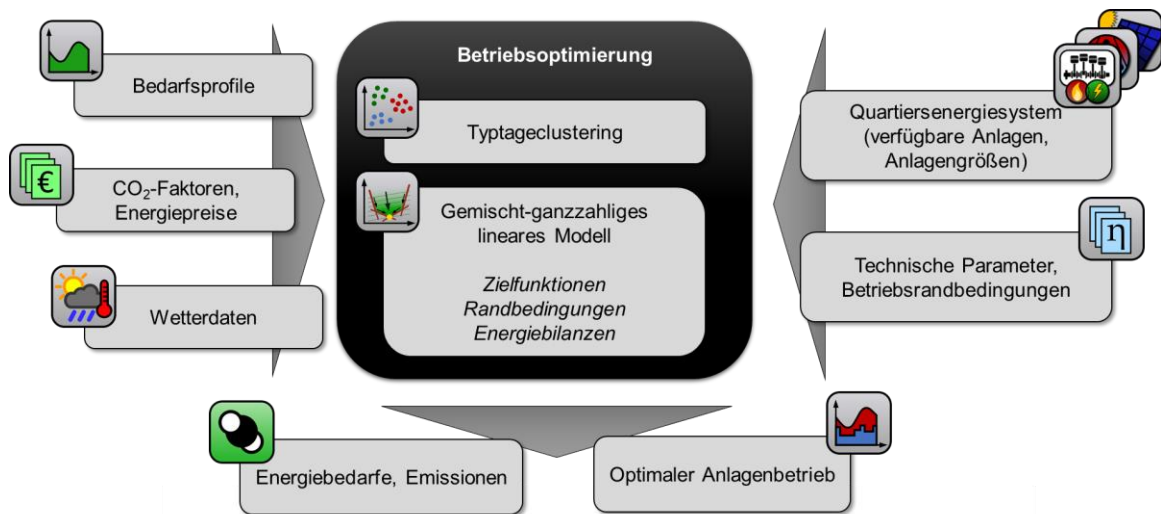 Bedarfsprofile
CO₂-Faktoren,
Energiepreise
€
Wetterdaten
Betriebsoptimierung
Typtageclustering
Gemischt-ganzzahliges
lineares Modell
Zielfunktionen
Randbedingungen
Energiebilanzen
Quartiersenergiesystem
(verfügbare Anlagen,
Anlagengrößen)
η
Technische Parameter,
Betriebsrandbedingungen
Energiebedarfe, Emissionen
Optimaler Anlagenbetrieb